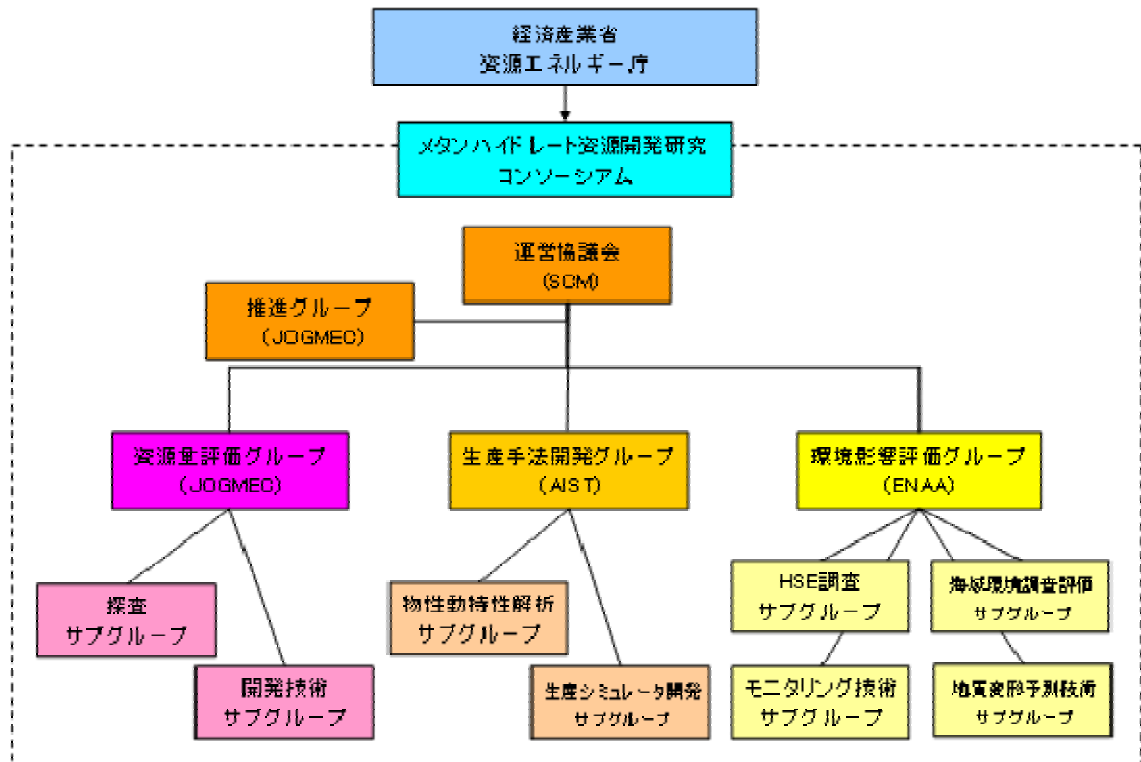 経済産業省
資源エネルギー庁
メタンハイドレート資源開発研究
コンソーシアム
運営協議会
(SCM)
推進グループ
(JOGMEC)
資源量評価グループ
(JOGMEC)
生産手法開発グループ
(AIST)
環境影響評価グループ
(ENAA)
探査
サブグループ
開発技術
サブグループ
物性動特性解析
サブグループ
生産シミュレータ開発
サブグループ
HSE調査
サブグループ
海域環境調査評価
サブグループ
モニタリング技術
サブグループ
地質変形予測技術
サブグループ